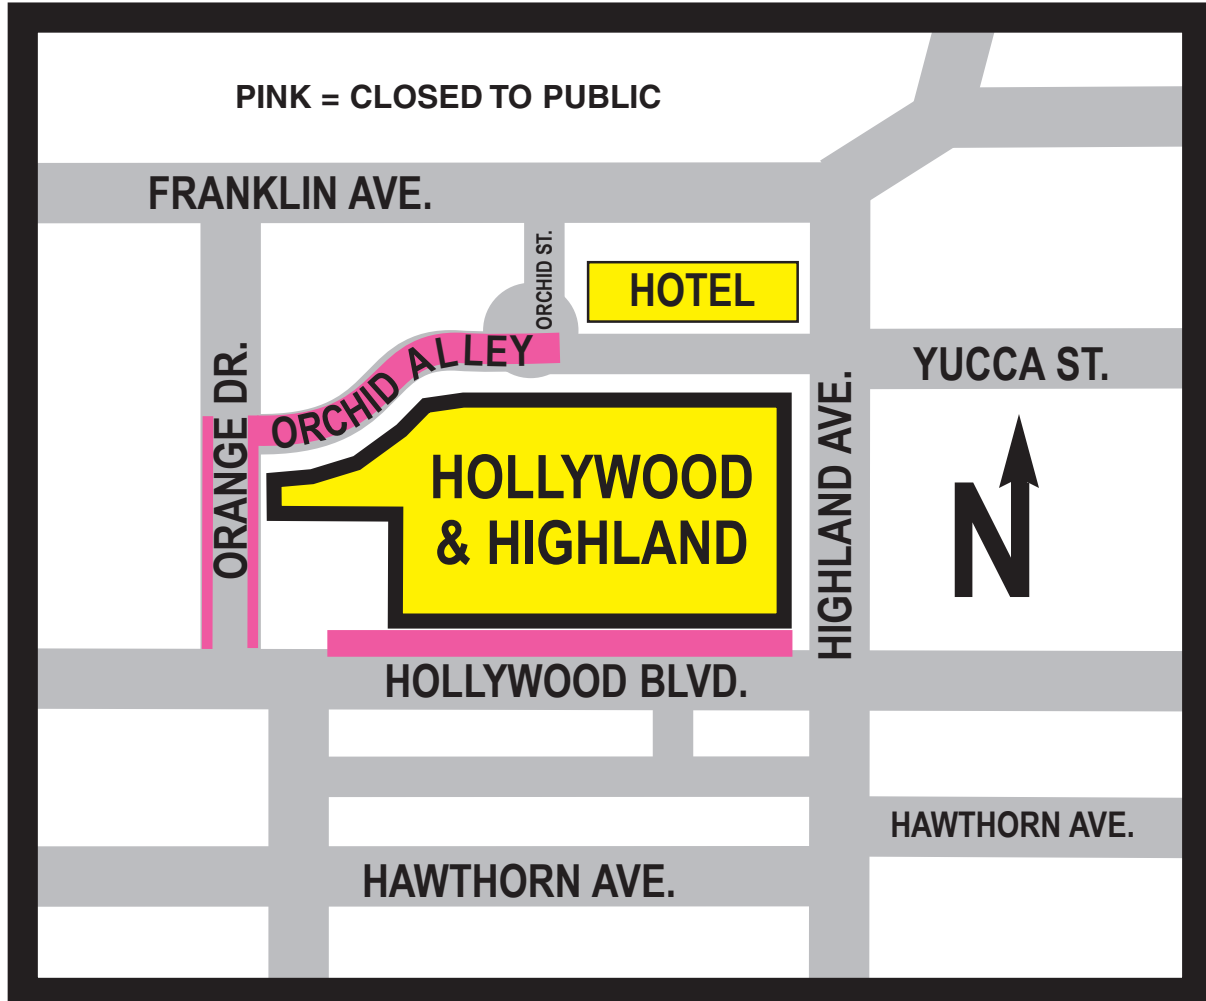 PINK = CLOSED TO PUBLIC
FRANKLIN AVE.
ORCHID ST.
HOTEL
ORCHID ALLEY
YUCCA ST.
ORANGE DR.
HOLLYWOOD
& HIGHLAND
HIGHLAND AVE.
N
HOLLYWOOD BLVD.
HAWTHORN AVE.
HAWTHORN AVE.